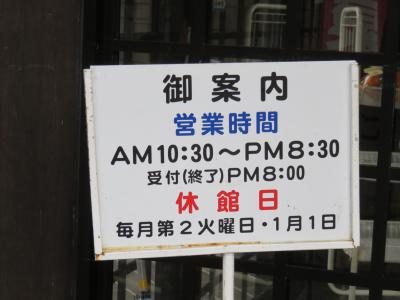 御案内
営業時間
AM10:30～PM8:30
受付(終了)PM8:00
休館日
毎月第2火曜日・1月1日